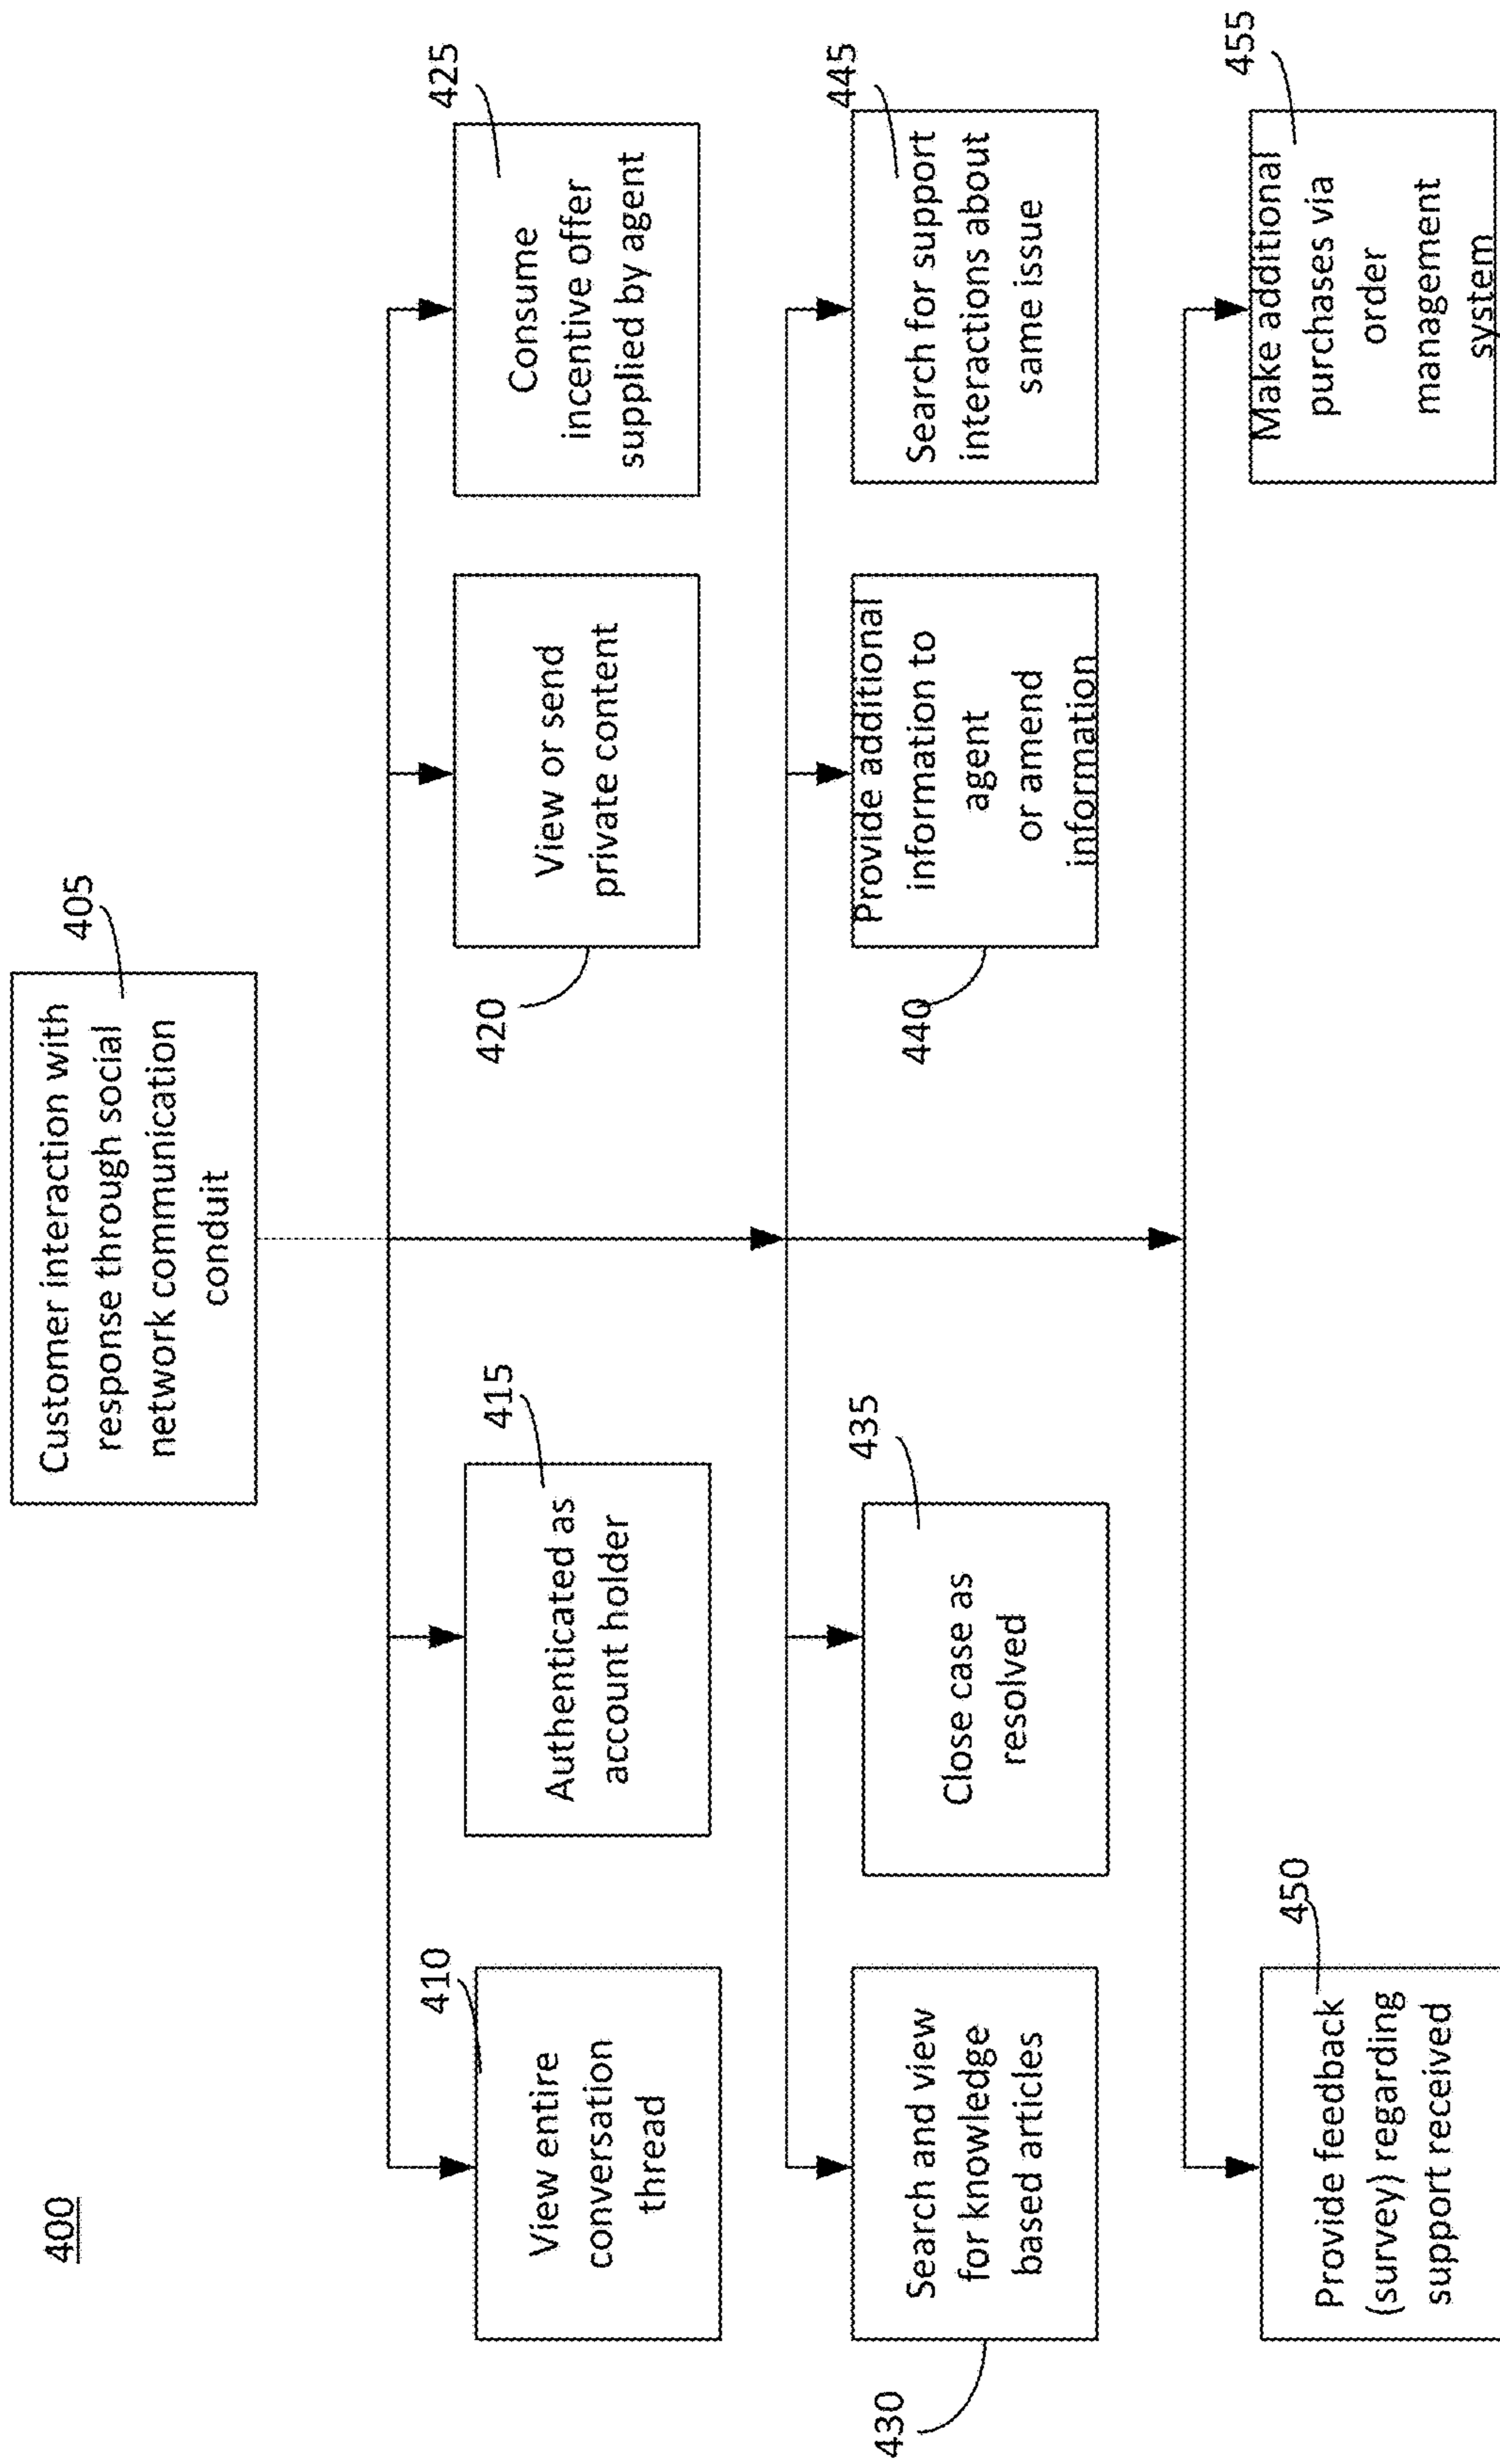 400
Customer interaction with
response through social
network communication
conduit
405
View entire
conversation
thread
410
Authenticated as
account holder
415
View or send
private content
420
Consume
incentive offer
supplied by agent
425
Search and view
for knowledge
based articles
430
Close case as
resolved
435
Provide additional
information to
agent
or amend
information
440
Search for support
interactions about
same issue
445
Provide feedback
(survey) regarding
support received
450
Make additional
purchases via
order
management
system
455